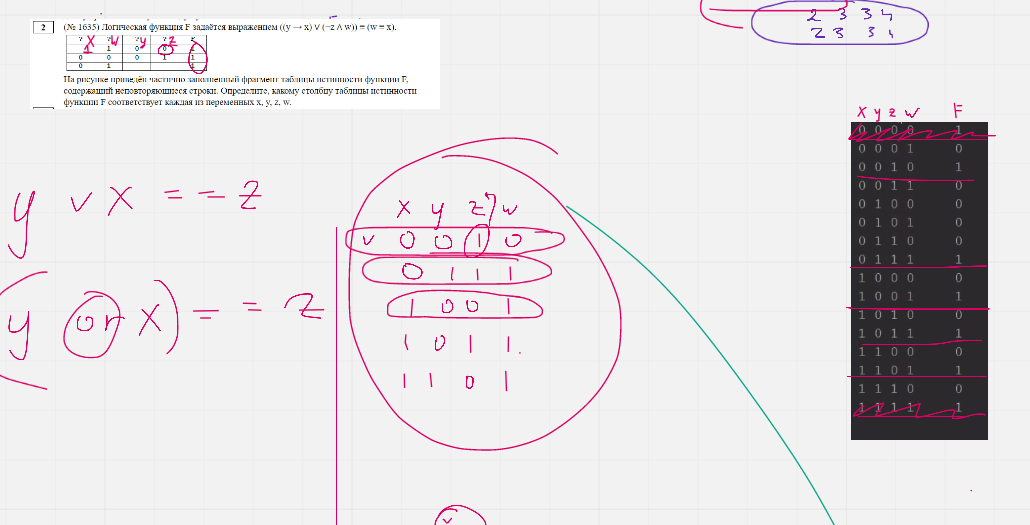 2 3 3 4
2 3 3 4
2 (№ 1635) Логическая функция F задаётся выражением ((y → x) ∨ (¬z ∧ w)) ≡ (w ≡ x).
? ? ? ? F
x w y z
1 1 0 0 1
0 0 0 1 1
0 1 1
На рисунке приведён частично заполненный фрагмент таблицы истинности функции F,
содержащий неповторяющиеся строки. Определите, какому столбцу таблицы истинности
функции F соответствует каждая из переменных x, y, z, w.
x y z w F
0 0 0 0 1
0 0 0 1 0
0 0 1 0 1
0 0 1 1 0
0 1 0 0 0
0 1 0 1 0
0 1 1 0 0
0 1 1 1 1
1 0 0 0 0
1 0 0 1 1
1 0 1 0 0
1 0 1 1 1
1 1 0 0 0
1 1 0 1 1
1 1 1 0 0
1 1 1 1 1
y v x = = z
y or x) = = z
x y z w
v 0 0 1 0
0 1 1 1
1 0 0 1
1 0 1 1.
1 1 0 1
x